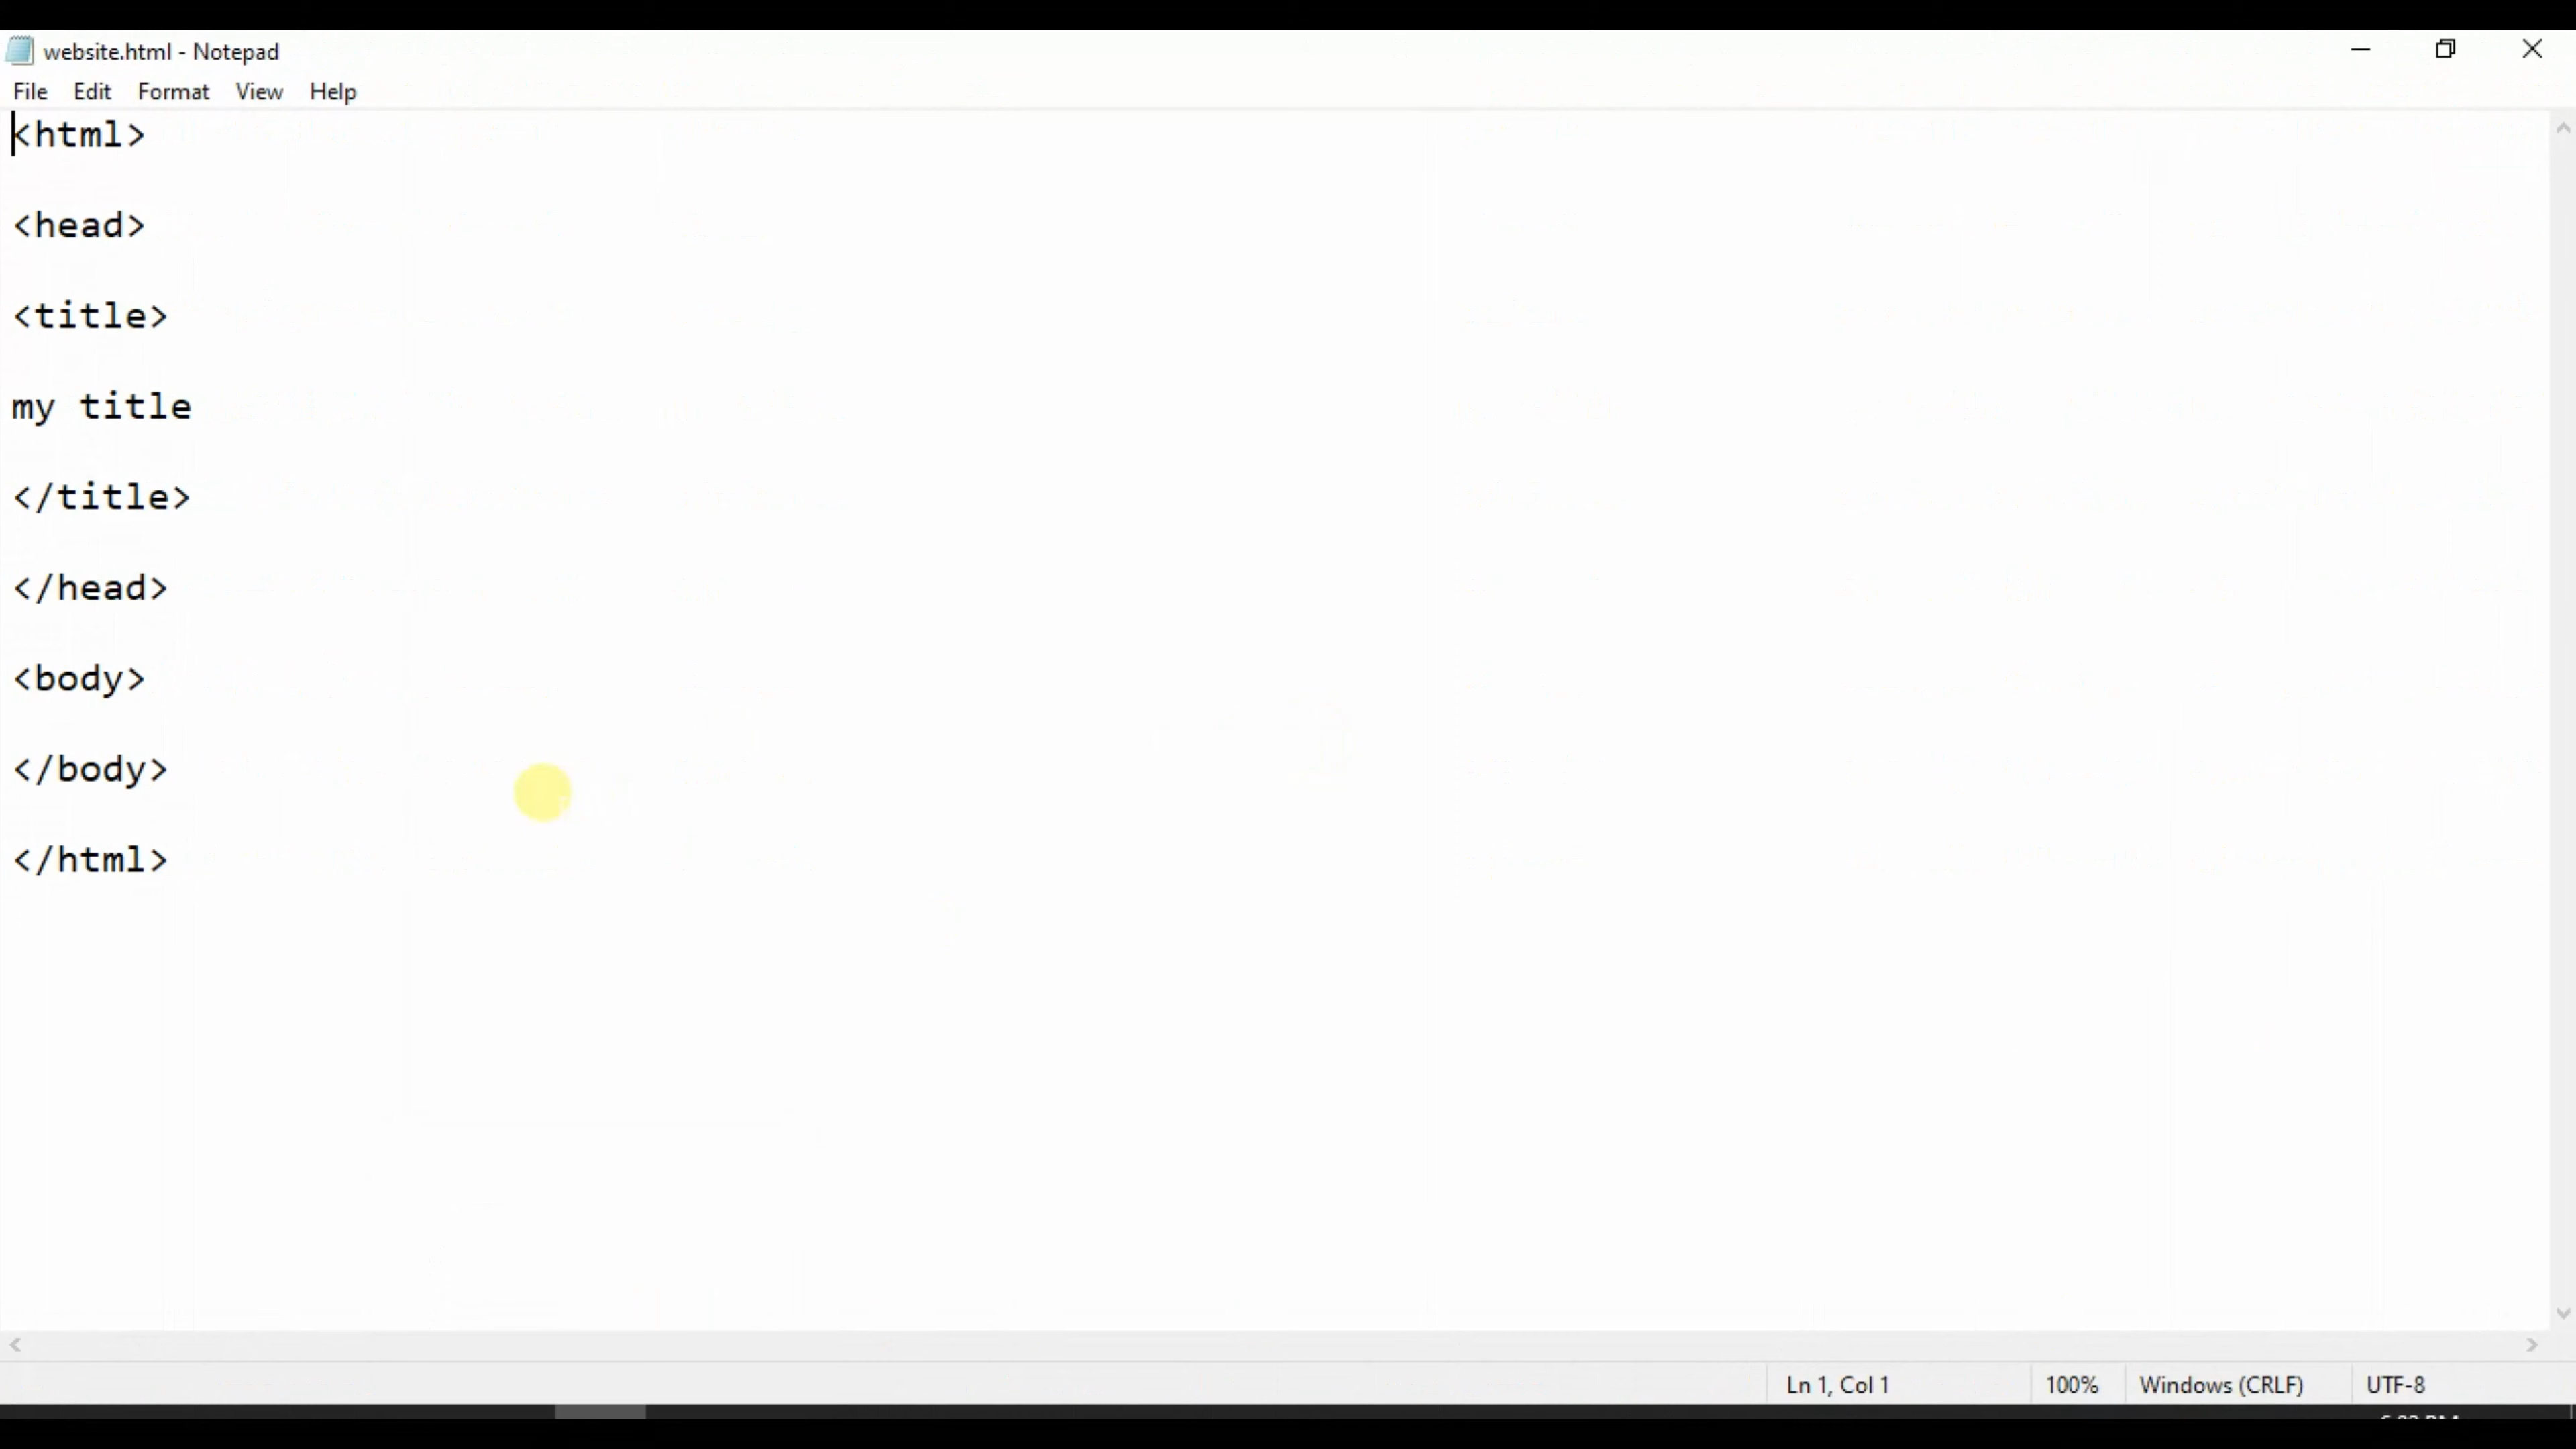 website.html - Notepad
File Edit Format View Help
<html>
<head>
<title>
my title
</title>
</head>
<body>
</body>
</html>
Ln 1, Col 1 100% Windows (CRLF) UTF-8